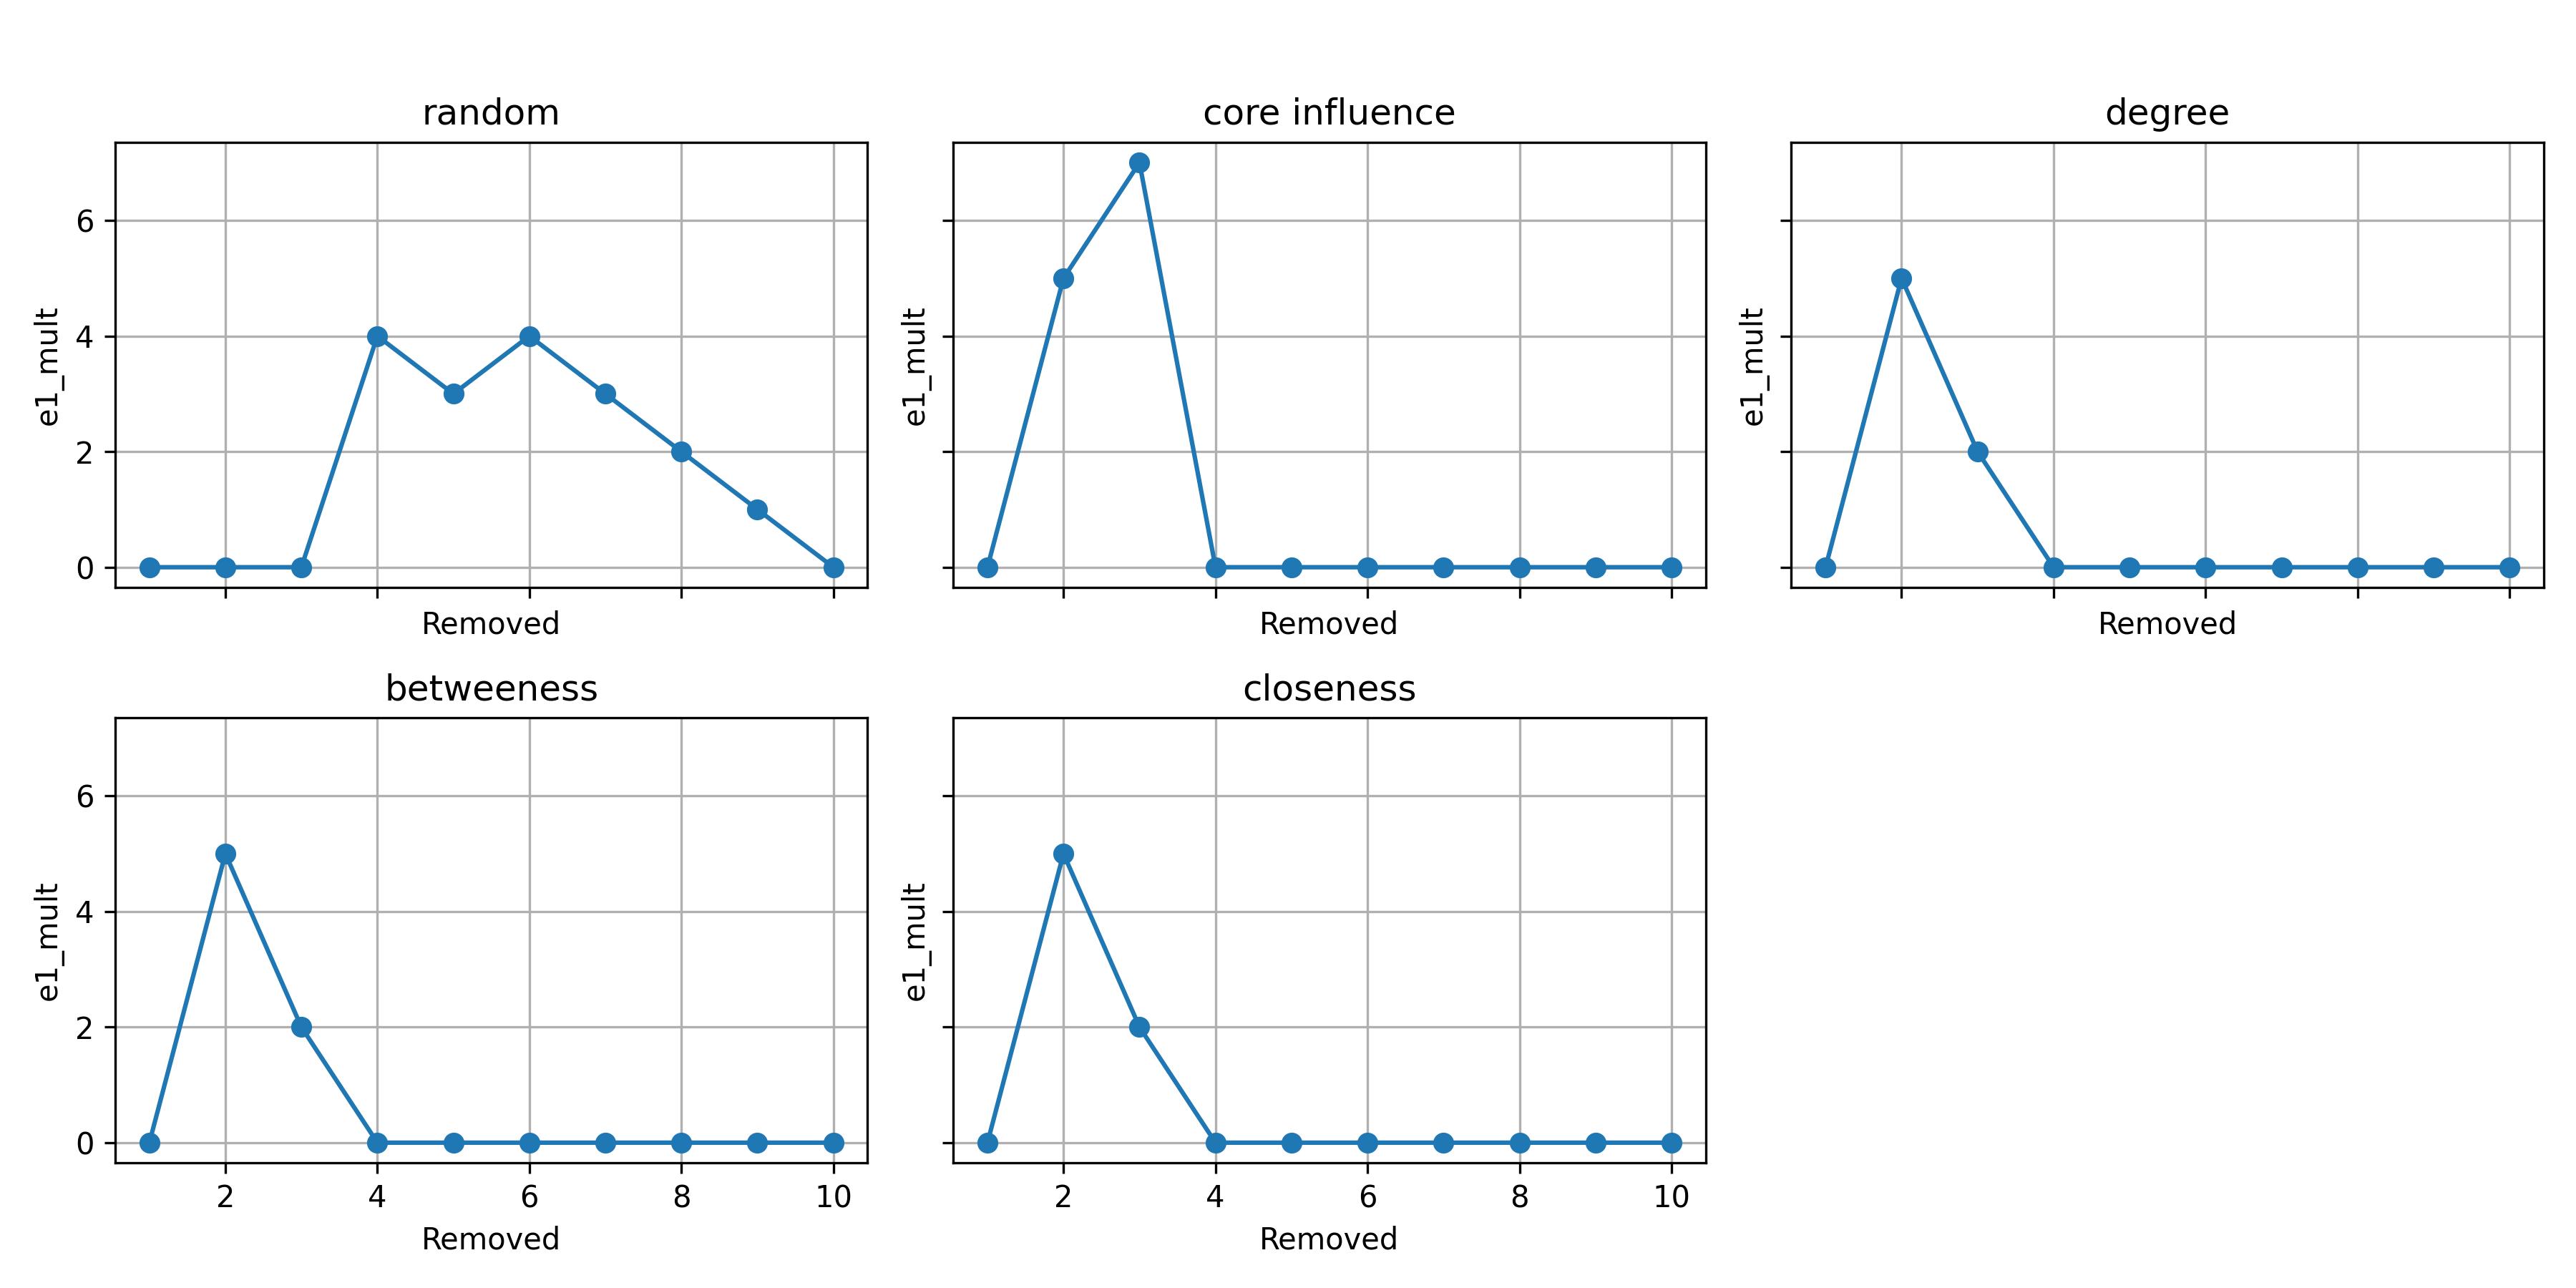 random
core influence
degree
e1_mult
6
4
2
0
Removed
e1_mult
Removed
e1_mult
Removed
betweeness
closeness
e1_mult
6
4
2
0
2 4 6 8 10
Removed
e1_mult
2 4 6 8 10
Removed